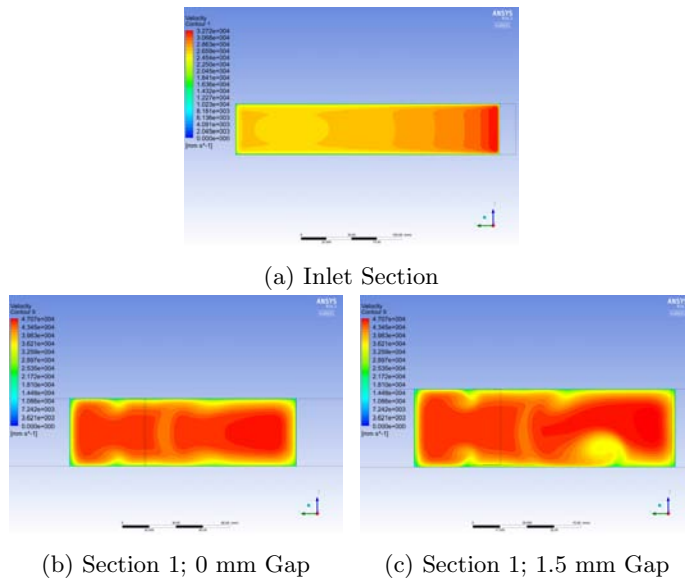 Velocity
Contour
3.272e+004
3.068e+004
2.863e+004
2.659e+004
2.454e+004
2.250e+004
2.045e+004
1.841e+004
1.636e+004
1.432e+004
1.227e+004
1.023e+004
8.181e+003
6.136e+003
4.091e+003
2.045e+003
0.000e+000
[mm s^-1]
ANSYS
(a) Inlet Section
Velocity
Contour
4.707e+004
4.345e+004
3.983e+004
3.621e+004
3.259e+004
2.897e+004
2.535e+004
2.172e+004
1.810e+004
1.448e+004
1.086e+004
7.242e+003
3.621e+003
0.000e+000
[mm s^-1]
ANSYS
Velocity
Contour
4.707e+004
4.345e+004
3.983e+004
3.621e+004
3.259e+004
2.897e+004
2.535e+004
2.172e+004
1.810e+004
1.448e+004
1.086e+004
7.242e+003
3.621e+003
0.000e+000
[mm s^-1]
ANSYS
(b) Section 1; 0 mm Gap
(c) Section 1; 1.5 mm Gap